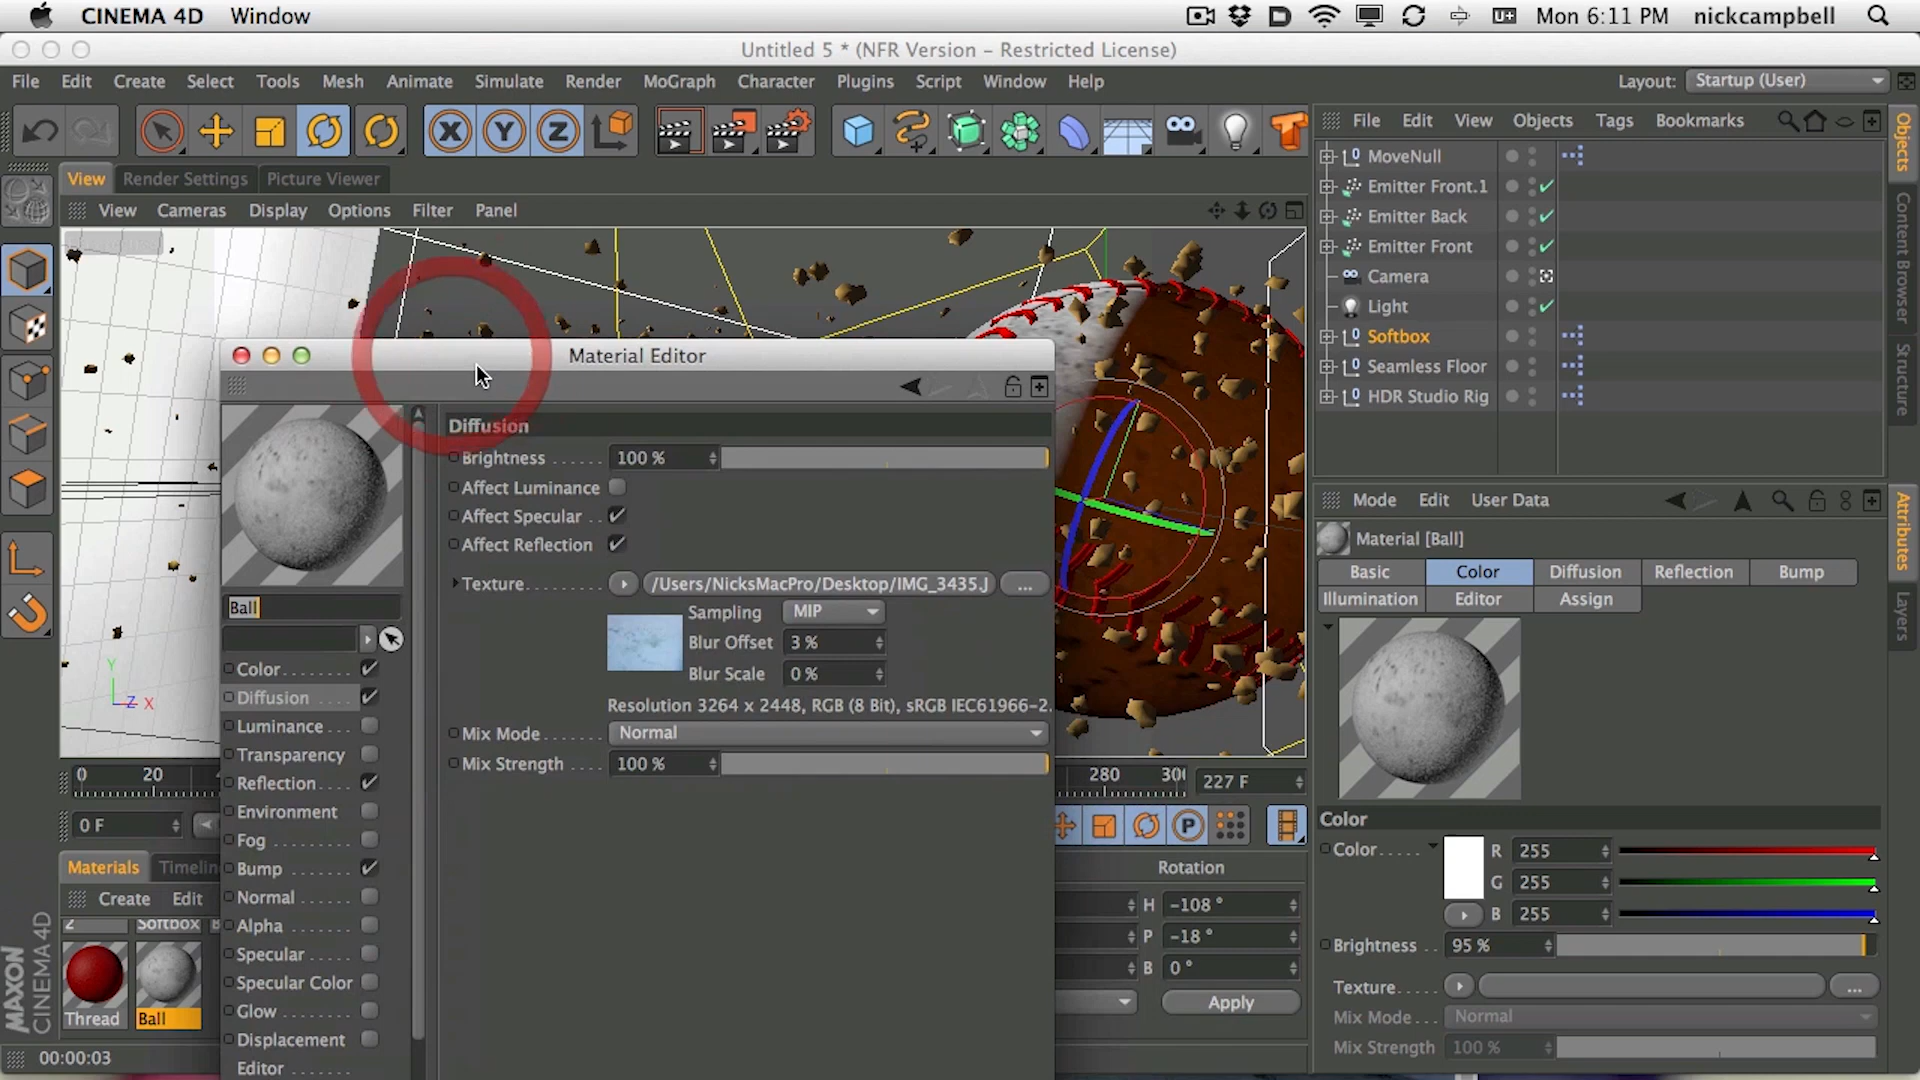 CINEMA 4D Window Mon 6:11 PM nickcampbell
Untitled 5 * (NFR Version – Restricted License)
File Edit Create Select Tools Mesh Animate Simulate Render MoGraph Character Plugins Script Window Help Layout: Startup (User)
X Y Z
File Edit View Objects Tags Bookmarks
View Render Settings Picture Viewer
View Cameras Display Options Filter Panel
MoveNull
Emitter Front.1
Emitter Back
Emitter Front
Camera
Light
Softbox
Seamless Floor
HDR Studio Rig
Objects
Content Browser
Structure
Material Editor
Diffusion
Brightness 100 %
Affect Luminance
Affect Specular
Affect Reflection
Texture /Users/NicksMacPro/Desktop/IMG_3435.J ...
Sampling MIP
Blur Offset 3 %
Blur Scale 0 %
Resolution 3264 x 2448, RGB (8 Bit), sRGB IEC61966-2.
Mix Mode Normal
Mix Strength 100 %
Ball
Color
Diffusion
Luminance
Transparency
Reflection
Environment
Fog
Bump
Normal
Alpha
Specular
Specular Color
Glow
Displacement
Editor
Y Z X
0 20 280 227 F
0 F
P
Materials
Create Edit
2 Softbox
Thread Ball
MAXON
CINEMA 4D
00:00:03
Rotation
H -108 °
P -18 °
B 0 °
Apply
Mode Edit User Data
Material [Ball]
Basic Color Diffusion Reflection Bump
Illumination Editor Assign
Attributes
Layers
Color
Color R 255
G 255
B 255
Brightness 95 %
Texture ...
Mix Mode Normal
Mix Strength 100 %